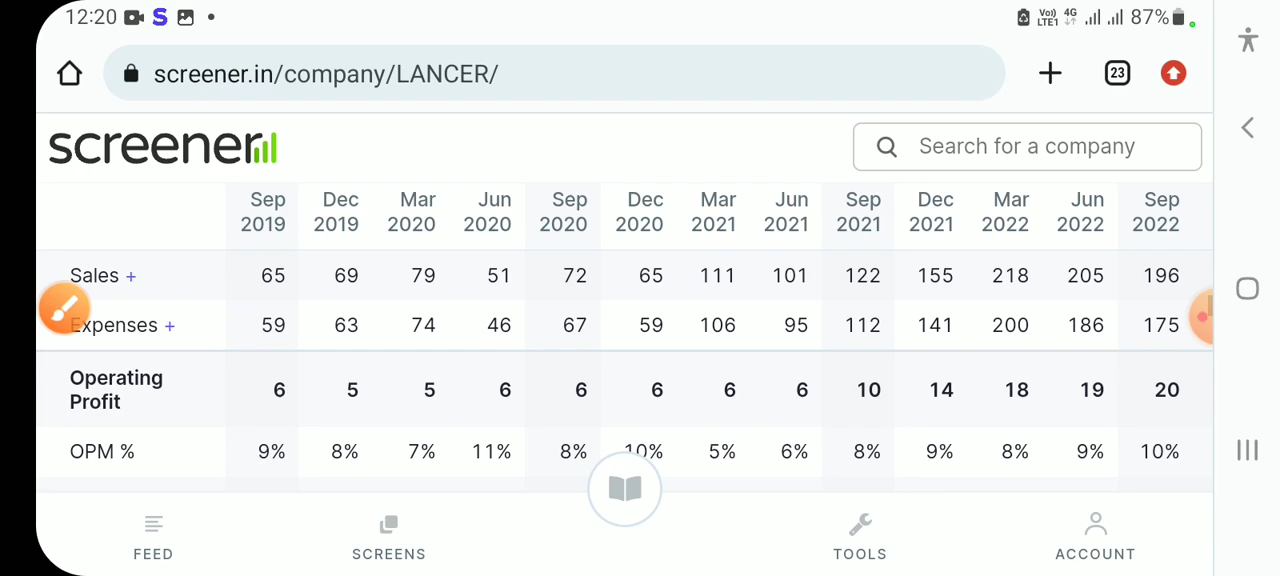 12:20 S Vo)) LTE1 4G 87%
screener.in/company/LANCER/ 23
screener Search for a company
Sep 2019 Dec 2019 Mar 2020 Jun 2020 Sep 2020 Dec 2020 Mar 2021 Jun 2021 Sep 2021 Dec 2021 Mar 2022 Jun 2022 Sep 2022
Sales + 65 69 79 51 72 65 111 101 122 155 218 205 196
Expenses + 59 63 74 46 67 59 106 95 112 141 200 186 175
Operating Profit 6 5 5 6 6 6 6 6 10 14 18 19 20
OPM % 9% 8% 7% 11% 8% 10% 5% 6% 8% 9% 8% 9% 10%
FEED SCREENS TOOLS ACCOUNT